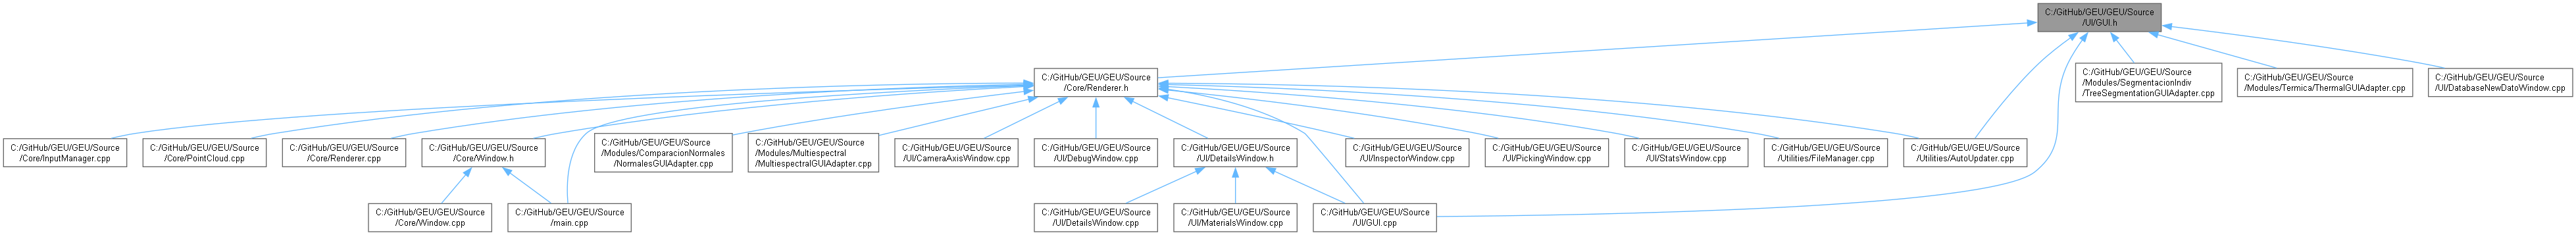 C:/GitHub/GEU/GEU/Source
/UI/GUI.h
C:/GitHub/GEU/GEU/Source
/Core/Renderer.h
C:/GitHub/GEU/GEU/Source
/Modules/SegmentacionIndiv
/TreeSegmentationGUIAdapter.cpp
C:/GitHub/GEU/GEU/Source
/Modules/Termica/ThermalGUIAdapter.cpp
C:/GitHub/GEU/GEU/Source
/UI/DatabaseNewDatoWindow.cpp
C:/GitHub/GEU/GEU/Source
/Core/InputManager.cpp
C:/GitHub/GEU/GEU/Source
/Core/PointCloud.cpp
C:/GitHub/GEU/GEU/Source
/Core/Renderer.cpp
C:/GitHub/GEU/GEU/Source
/Core/Window.h
C:/GitHub/GEU/GEU/Source
/Modules/ComparacionNormales
/NormalesGUIAdapter.cpp
C:/GitHub/GEU/GEU/Source
/Modules/Multiespectral
/MultiespectralGUIAdapter.cpp
C:/GitHub/GEU/GEU/Source
/UI/CameraAxisWindow.cpp
C:/GitHub/GEU/GEU/Source
/UI/DebugWindow.cpp
C:/GitHub/GEU/GEU/Source
/UI/DetailsWindow.h
C:/GitHub/GEU/GEU/Source
/UI/InspectorWindow.cpp
C:/GitHub/GEU/GEU/Source
/UI/PickingWindow.cpp
C:/GitHub/GEU/GEU/Source
/UI/StatsWindow.cpp
C:/GitHub/GEU/GEU/Source
/Utilities/FileManager.cpp
C:/GitHub/GEU/GEU/Source
/Utilities/AutoUpdater.cpp
C:/GitHub/GEU/GEU/Source
/Core/Window.cpp
C:/GitHub/GEU/GEU/Source
/main.cpp
C:/GitHub/GEU/GEU/Source
/UI/DetailsWindow.cpp
C:/GitHub/GEU/GEU/Source
/UI/MaterialsWindow.cpp
C:/GitHub/GEU/GEU/Source
/UI/GUI.cpp